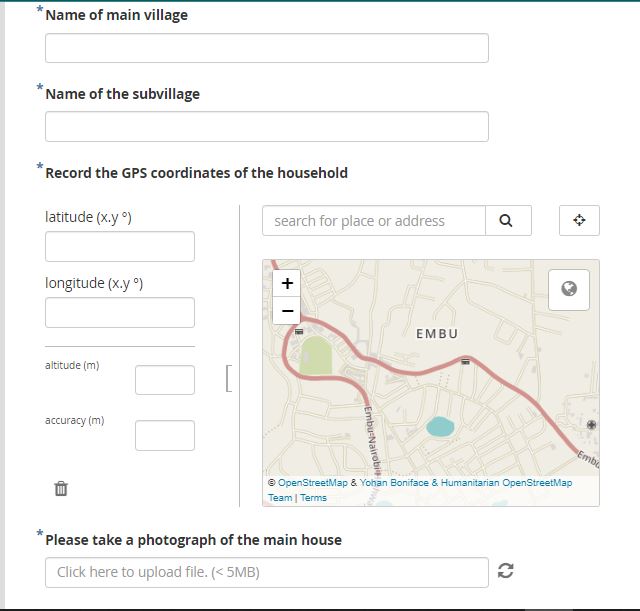 * Name of main village
* Name of the subvillage
* Record the GPS coordinates of the household
latitude (x.y °)
search for place or address
longitude (x.y °)
+
−
EMBU
altitude (m)
accuracy (m)
Embu-Nairobi
Embu
© OpenStreetMap & Yohan Boniface & Humanitarian OpenStreetMap
Team | Terms
* Please take a photograph of the main house
Click here to upload file. (< 5MB)